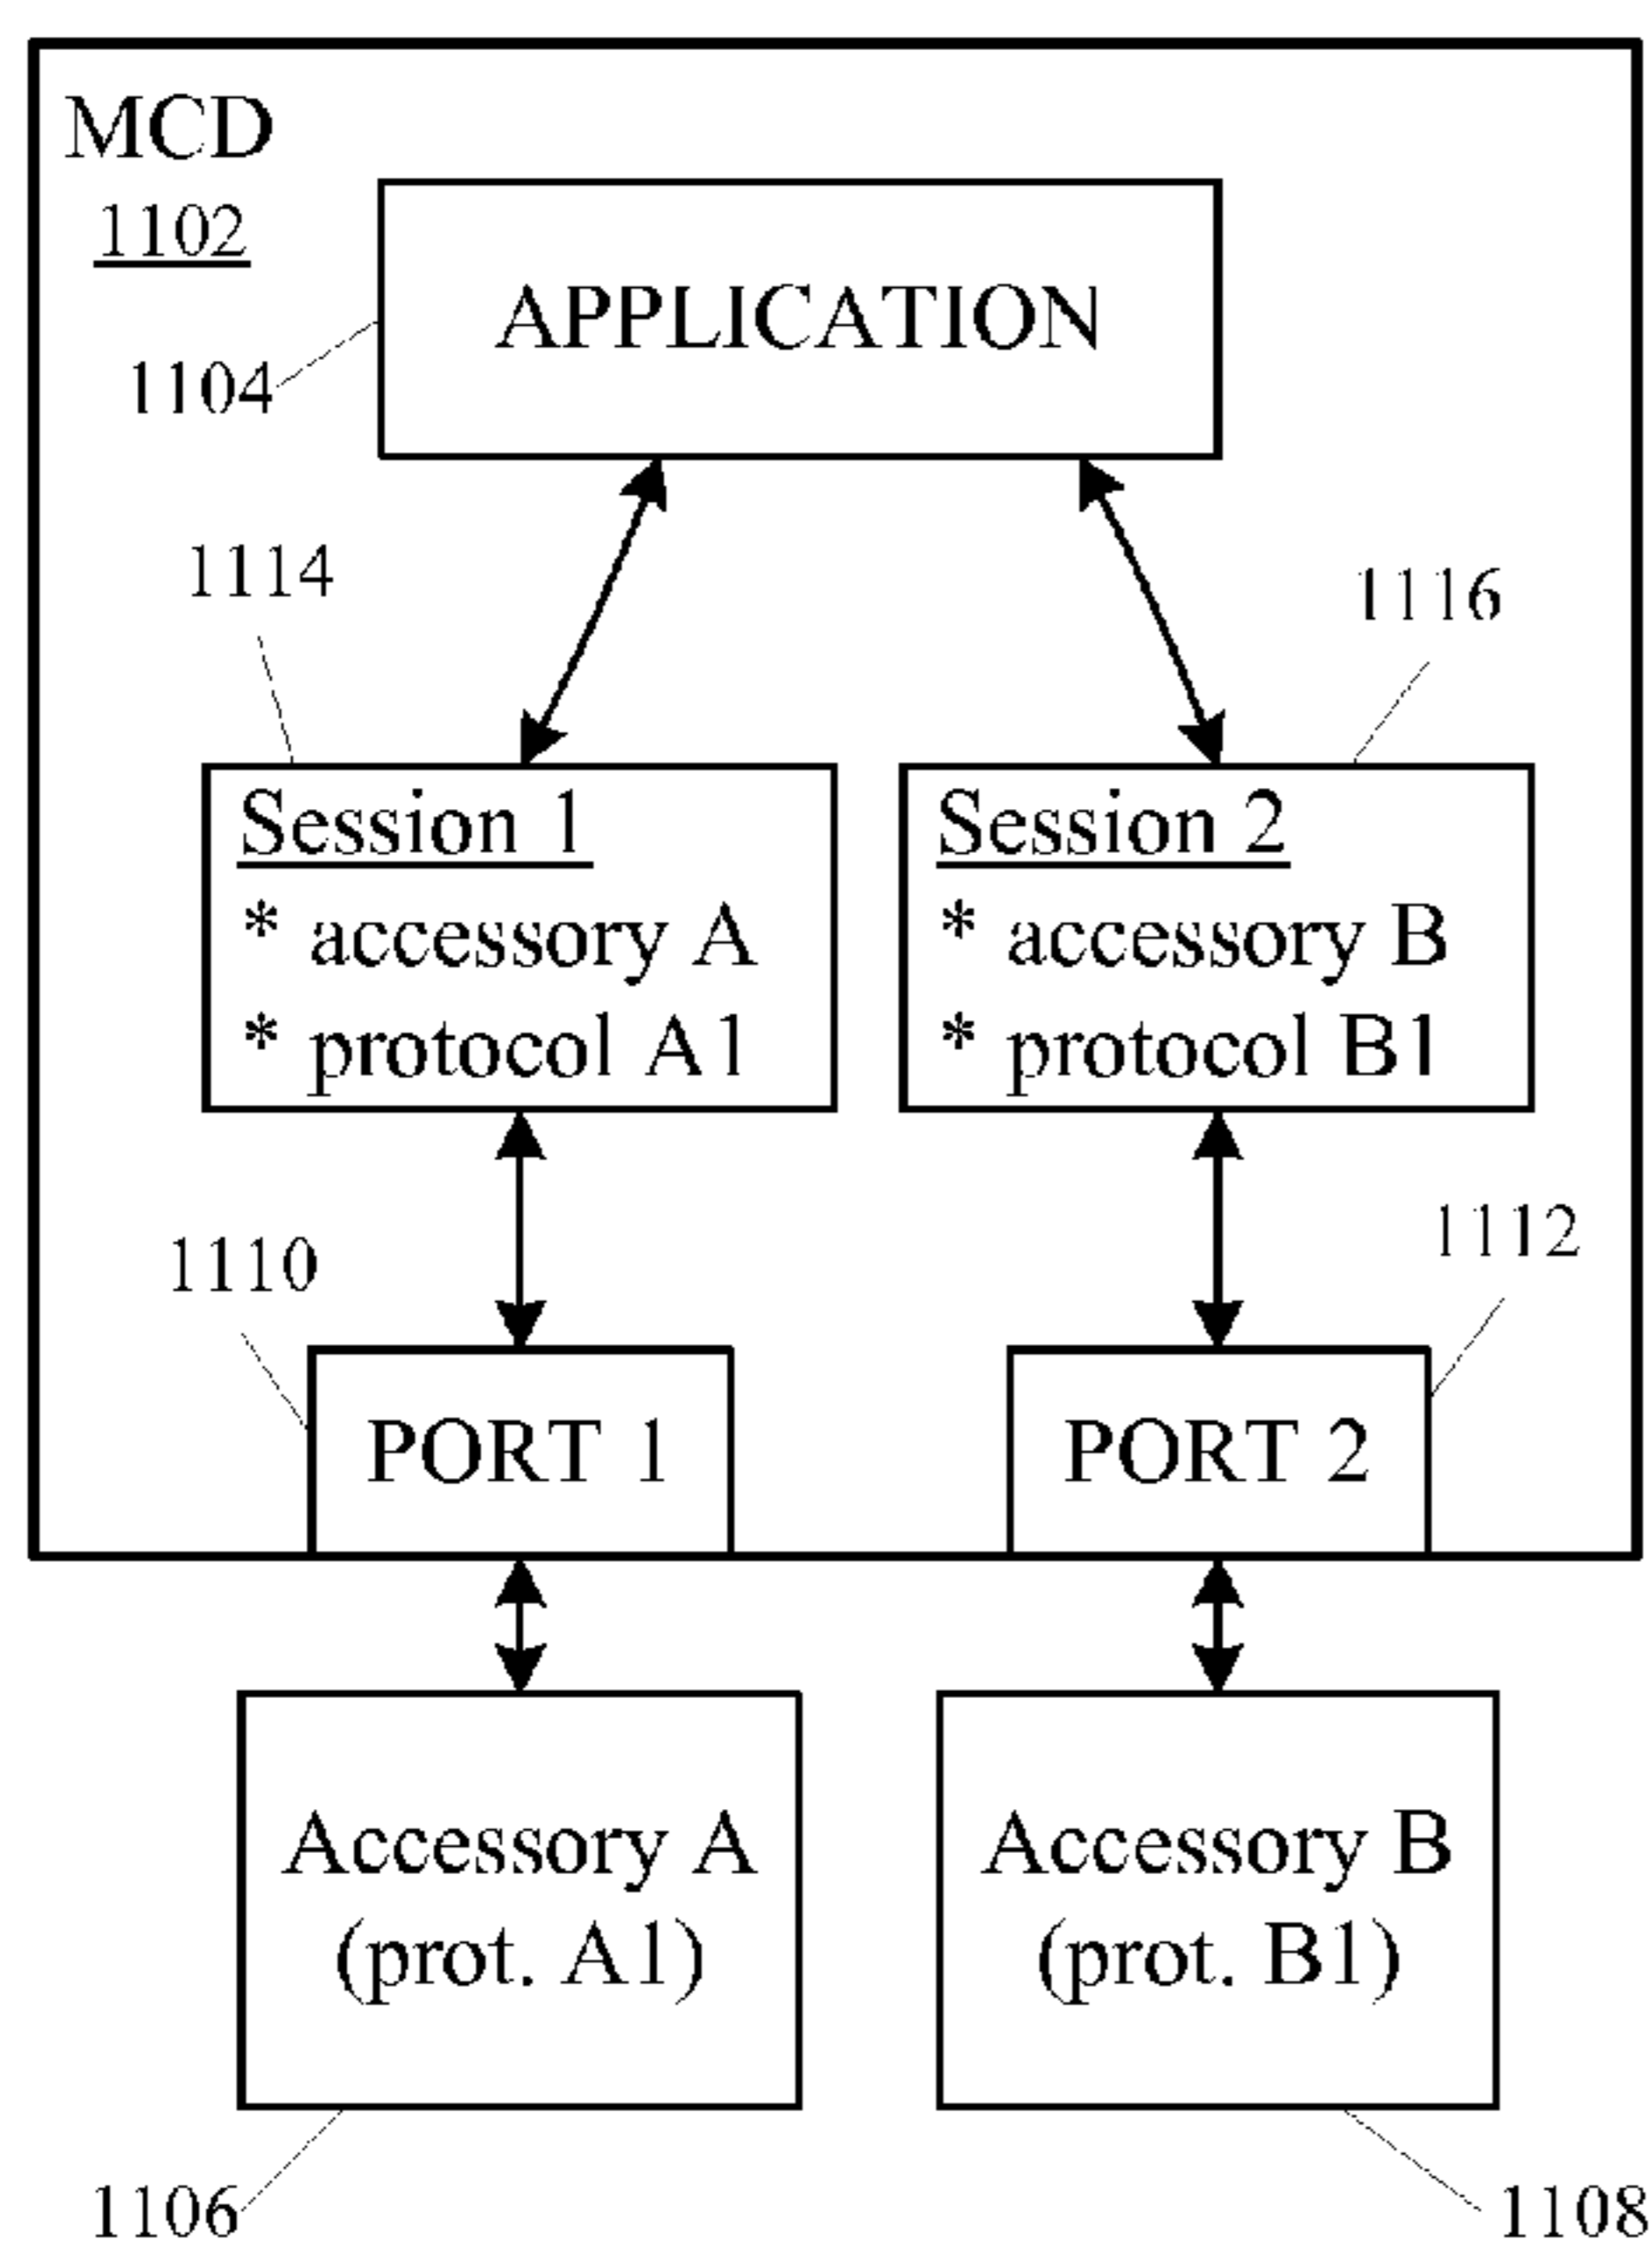 MCD
1102
APPLICATION
1104
1114
1116
Session 1
* accessory A
* protocol A1
Session 2
* accessory B
* protocol B1
1110
1112
PORT 1
PORT 2
Accessory A
(prot. A1)
Accessory B
(prot. B1)
1106
1108